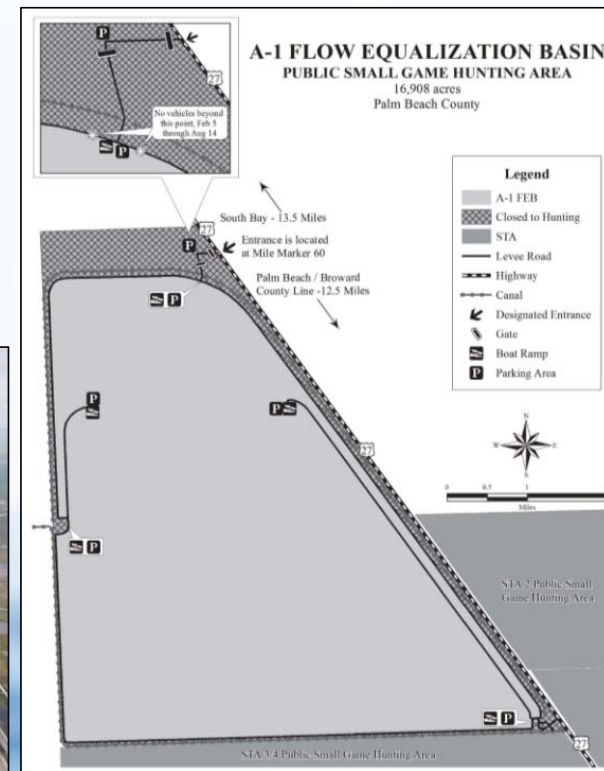 P
27
No vehicles beyond
this point, Feb 5
through Aug 14
P
A-1 FLOW EQUALIZATION BASIN
PUBLIC SMALL GAME HUNTING AREA
16,908 acres
Palm Beach County
Legend
A-1 FEB
Closed to Hunting
STA
Levee Road
Highway
Canal
Designated Entrance
Gate
Boat Ramp
P Parking Area
South Bay - 13.5 Miles
27
P
Entrance is located
at Mile Marker 60
Palm Beach / Broward
County Line -12.5 Miles
P
P
P
27
N
W
E
S
0 0.5 1
Miles
P
STA 2 Public Small
Game Hunting Area
P
27
STA 3/4 Public Small Game Hunting Area